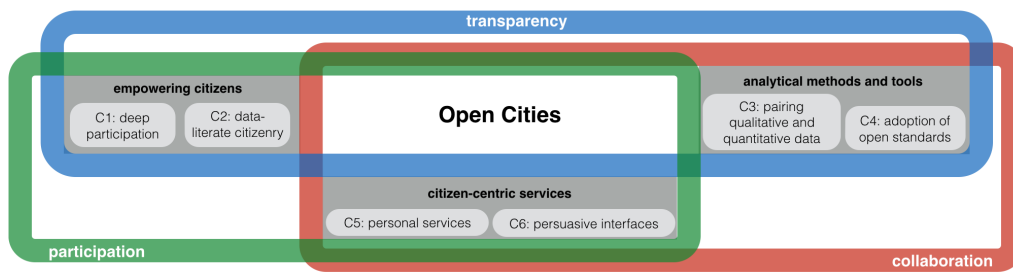 transparency
empowering citizens
C1: deep
participation
C2: data-
literate citizenry
Open Cities
analytical methods and tools
C3: pairing
qualitative and
quantitative data
C4: adoption of
open standards
citizen-centric services
C5: personal services
C6: persuasive interfaces
participation
collaboration